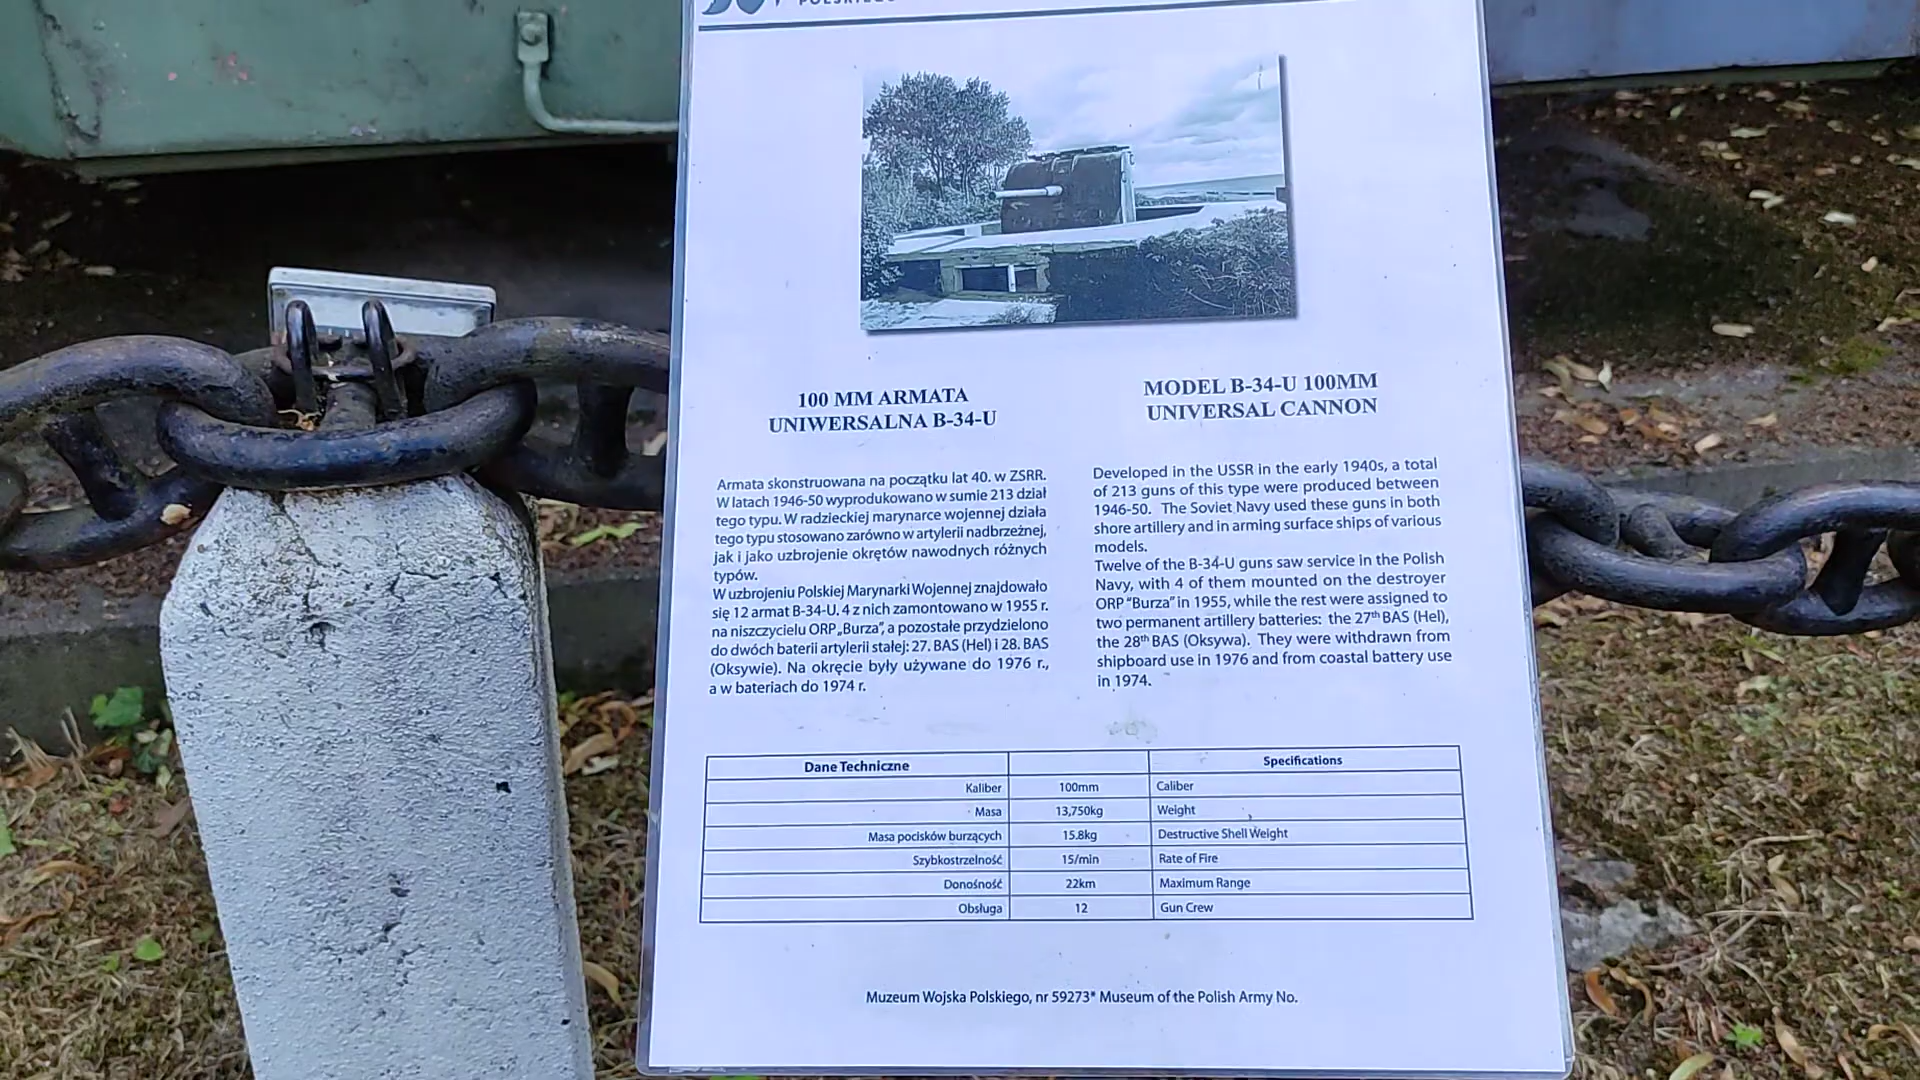 POLSKIEGO
100 MM ARMATA
UNIWERSALNA B-34-U
Armata skonstruowana na początku lat 40. w ZSRR.
W latach 1946-50 wyprodukowano w sumie 213 dział
tego typu. W radzieckiej marynarce wojennej działa
tego typu stosowano zarówno w artylerii nadbrzeżnej,
jak i jako uzbrojenie okrętów nawodnych różnych
typów.
W uzbrojeniu Polskiej Marynarki Wojennej znajdowało
się 12 armat B-34-U. 4 z nich zamontowano w 1955 r.
na niszczycielu ORP „Burza”, a pozostałe przydzielono
do dwóch baterii artylerii stałej: 27. BAS (Hel) i 28. BAS
(Oksywie). Na okręcie były używane do 1976 r.,
a w bateriach do 1974 r.
MODEL B-34-U 100MM
UNIVERSAL CANNON
Developed in the USSR in the early 1940s, a total
of 213 guns of this type were produced between
1946-50. The Soviet Navy used these guns in both
shore artillery and in arming surface ships of various
models.
Twelve of the B-34-U guns saw service in the Polish
Navy, with 4 of them mounted on the destroyer
ORP “Burza” in 1955, while the rest were assigned to
two permanent artillery batteries: the 27th BAS (Hel),
the 28th BAS (Oksywa). They were withdrawn from
shipboard use in 1976 and from coastal battery use
in 1974.
Dane Techniczne Specifications
Kaliber 100mm Caliber
Masa 13,750kg Weight
Masa pocisków burzących 15.8kg Destructive Shell Weight
Szybkostrzelność 15/min Rate of Fire
Donośność 22km Maximum Range
Obsługa 12 Gun Crew
Muzeum Wojska Polskiego, nr 59273* Museum of the Polish Army No.